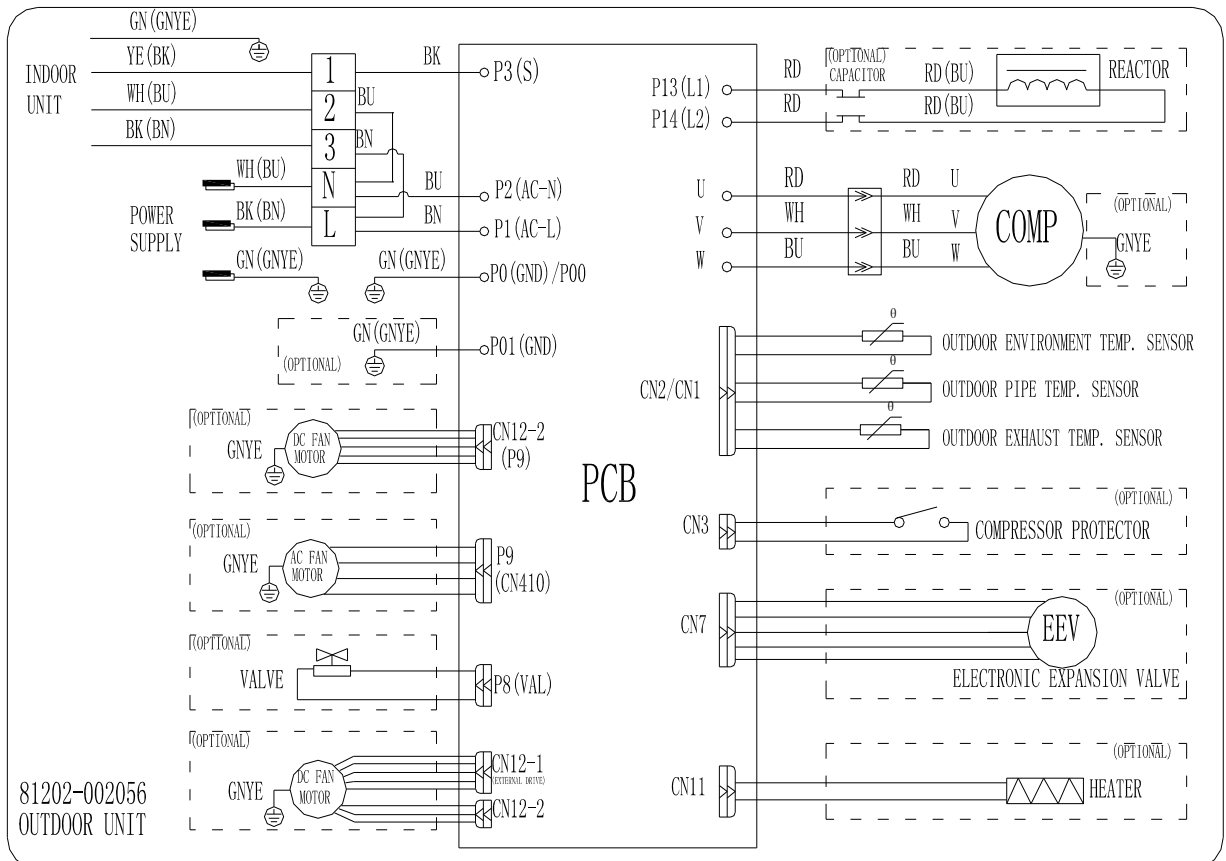 GN(GNYE)
YE(BK)
INDOOR
UNIT
WH(BU)
BK(BN)
1
2
3
N
L
BK
BU
BN
P3(S)
WH(BU)
BU
P2(AC-N)
POWER
SUPPLY
BK(BN)
BN
P1(AC-L)
GN(GNYE)
GN(GNYE)
P0(GND)/P00
GN(GNYE)
(OPTIONAL)
P01(GND)
(OPTIONAL)
GNYE
DC FAN
MOTOR
CN12-2
(P9)
(OPTIONAL)
GNYE
AC FAN
MOTOR
P9
(CN410)
(OPTIONAL)
VALVE
P8(VAL)
(OPTIONAL)
GNYE
DC FAN
MOTOR
CN12-1
(EXTERNAL DRIVE)
CN12-2
81202-002056
OUTDOOR UNIT
PCB
P13(L1)
RD
(OPTIONAL)
CAPACITOR
RD(BU)
REACTOR
P14(L2)
RD
RD(BU)
U
RD
RD
U
V
WH
WH
V
W
BU
BU
W
COMP
(OPTIONAL)
GNYE
CN2/CN1
θ
OUTDOOR ENVIRONMENT TEMP. SENSOR
θ
OUTDOOR PIPE TEMP. SENSOR
θ
OUTDOOR EXHAUST TEMP. SENSOR
CN3
(OPTIONAL)
COMPRESSOR PROTECTOR
CN7
(OPTIONAL)
EEV
ELECTRONIC EXPANSION VALVE
CN11
(OPTIONAL)
HEATER